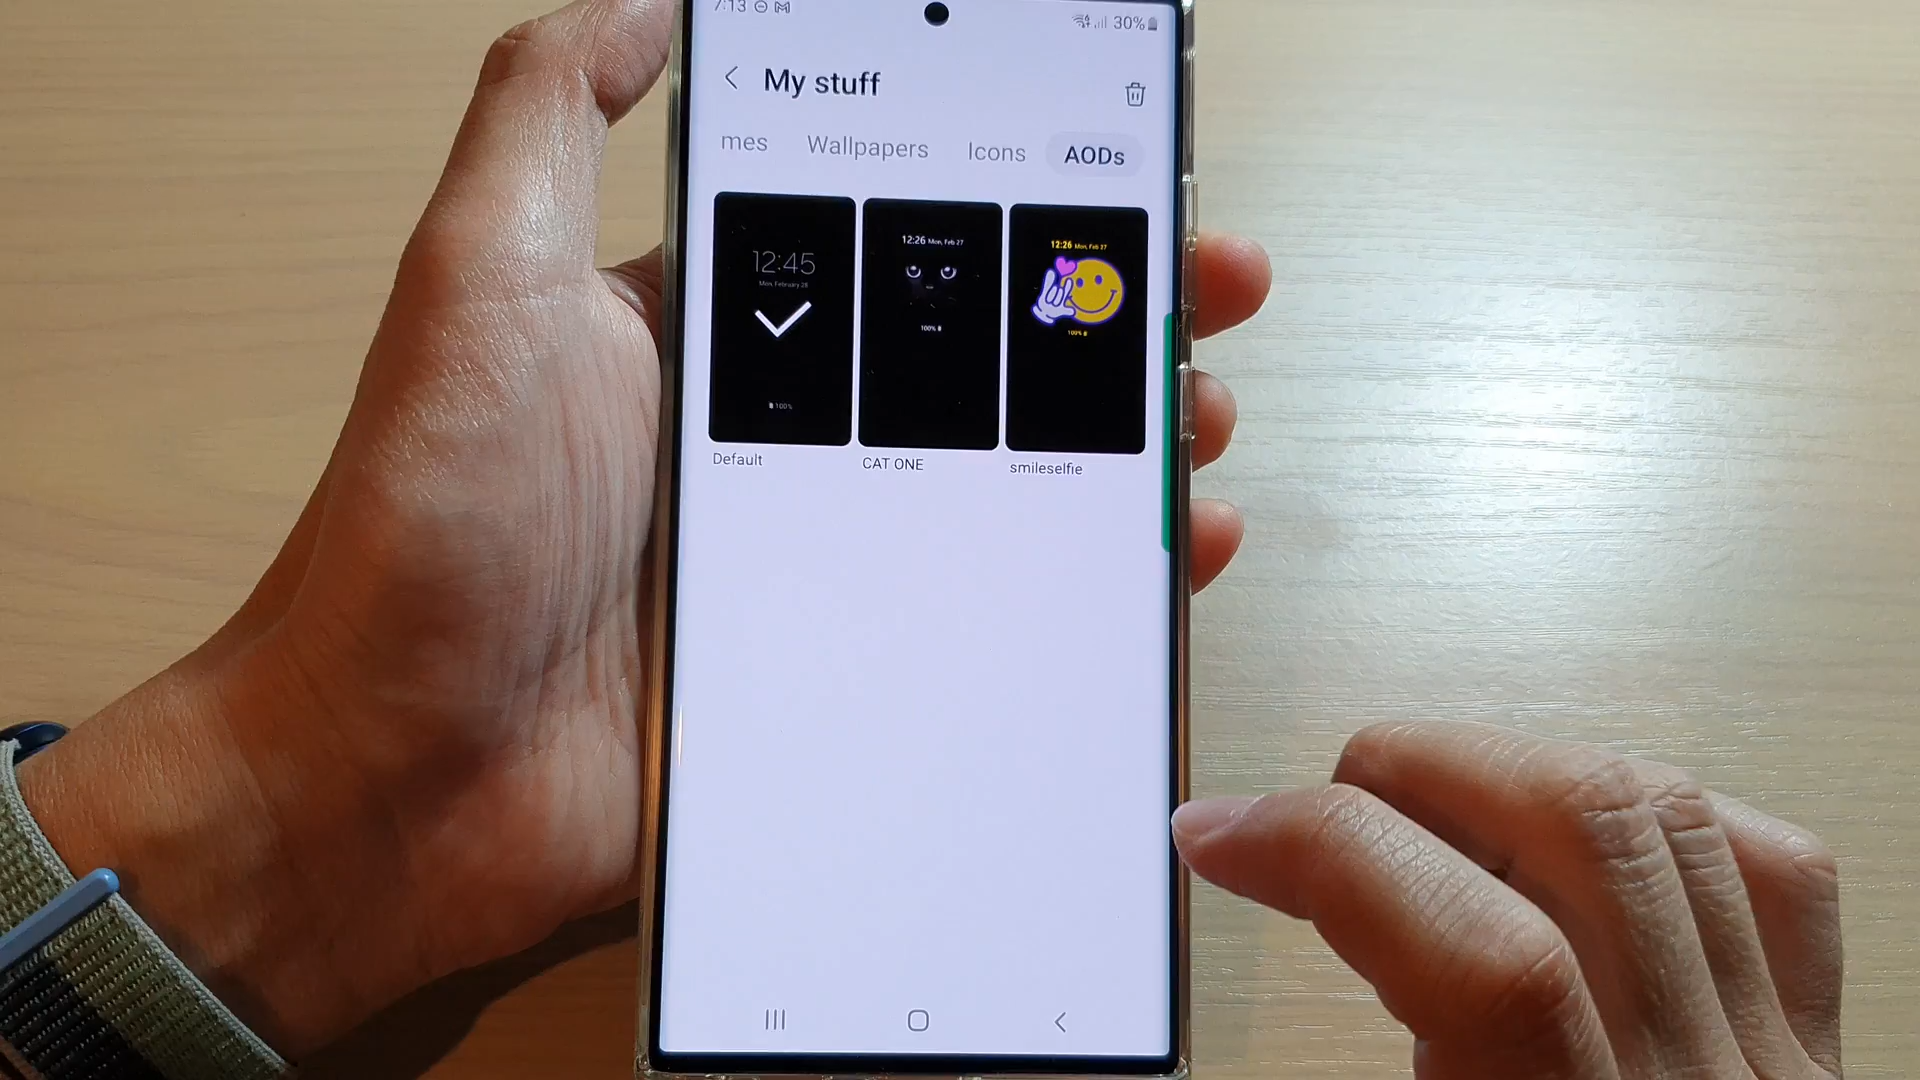 7:13
30%
My stuff
mes Wallpapers Icons AODs
12:45
Mon, February 28
100%
Default
12:26 Mon, Feb 27
100%
CAT ONE
12:26 Mon, Feb 27
100%
smileselfie